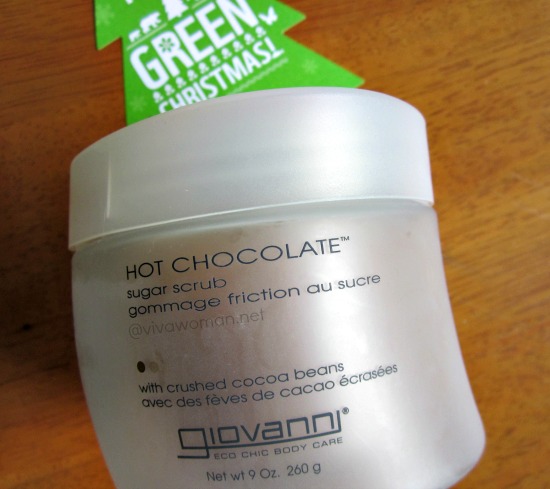 GREEN
CHRISTMAS!
HOT CHOCOLATE™
sugar scrub
gommage friction au sucre
@vivawoman.net
with crushed cocoa beans
avec des fèves de cacao écrasées
giovanni®
ECO CHIC BODY CARE
Net wt 9 Oz. 260 g